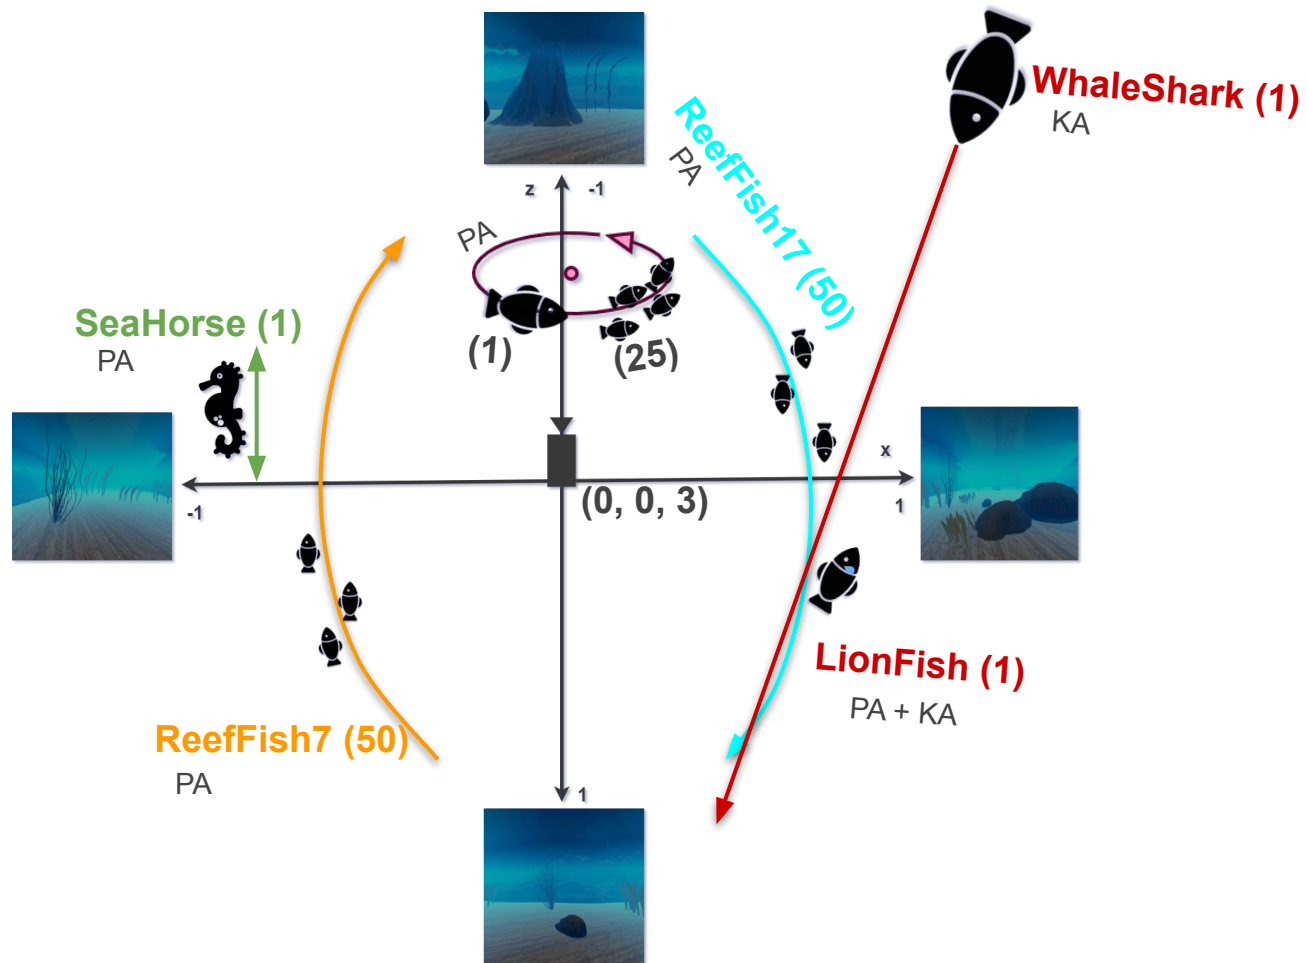 WhaleShark (1)
KA
ReefFish17 (50)
PA
z
-1
PA
SeaHorse (1)
PA
(1)
(25)
x
-1
1
(0, 0, 3)
LionFish (1)
PA + KA
ReefFish7 (50)
PA
1